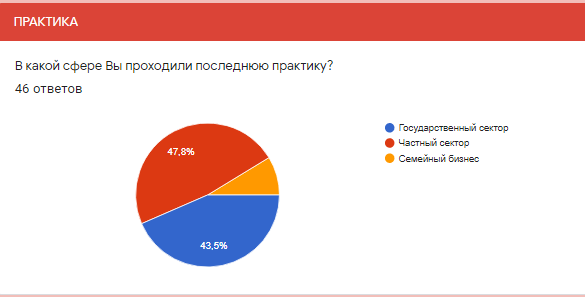 ПРАКТИКА
В какой сфере Вы проходили последнюю практику?
46 ответов
47,8%
43,5%
Государственный сектор
Частный сектор
Семейный бизнес